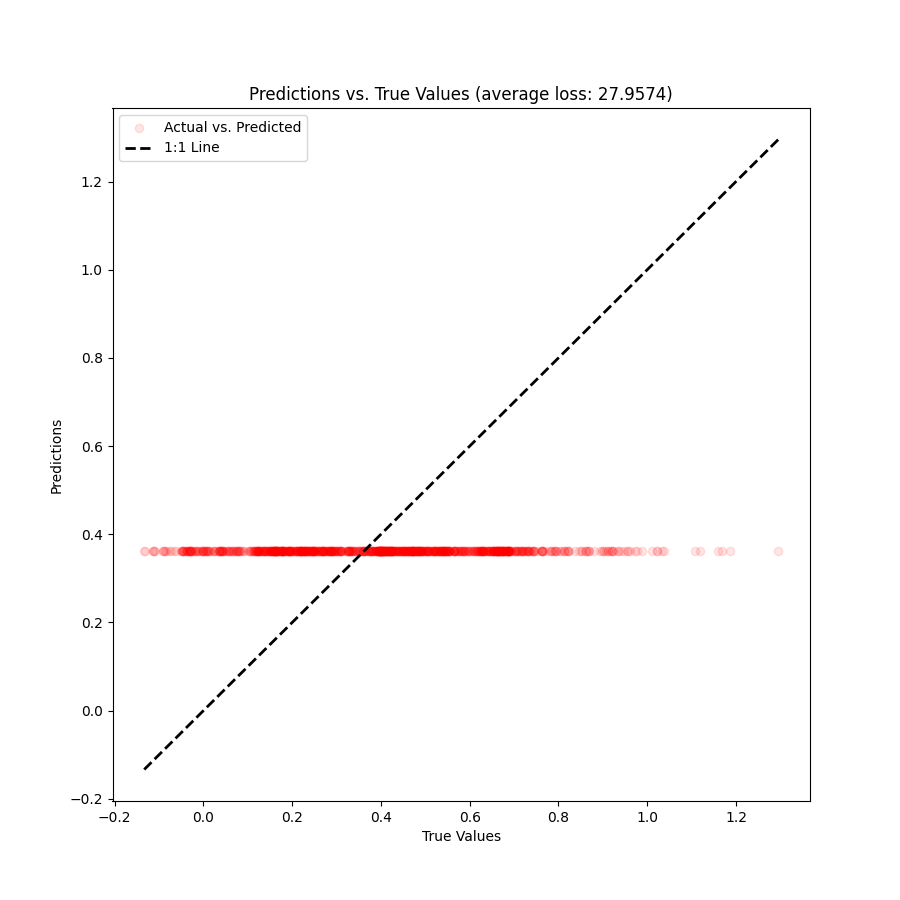 Predictions vs. True Values (average loss: 27.9574)
Actual vs. Predicted
1:1 Line
1.2
1.0
0.8
0.6
0.4
0.2
0.0
−0.2
Predictions
−0.2 0.0 0.2 0.4 0.6 0.8 1.0 1.2
True Values